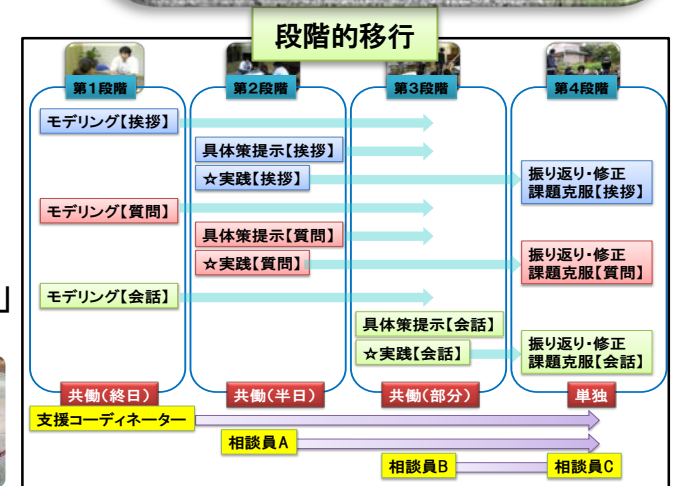 段階的移行
第1段階
第2段階
第3段階
第4段階
モデリング【挨拶】
具体策提示【挨拶】
☆実践【挨拶】
振り返り・修正
課題克服【挨拶】
モデリング【質問】
具体策提示【質問】
☆実践【質問】
振り返り・修正
課題克服【質問】
」
モデリング【会話】
具体策提示【会話】
☆実践【会話】
振り返り・修正
課題克服【会話】
共働(終日)
共働(半日)
共働(部分)
単独
支援コーディネーター
相談員A
相談員B
相談員C